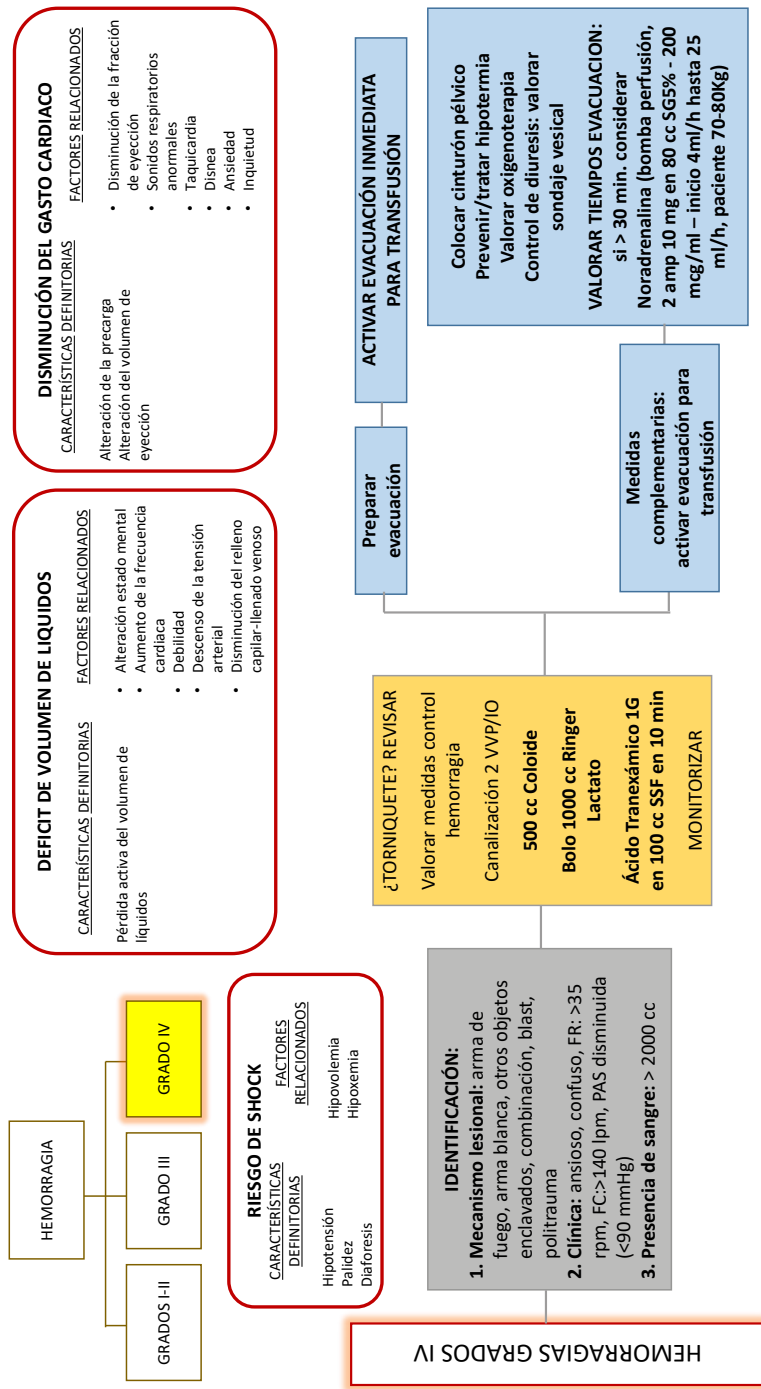 HEMORRAGIA
GRADOS I-II
GRADO III
GRADO IV
DEFICIT DE VOLUMEN DE LIQUIDOS
CARACTERÍSTICAS DEFINITORIAS
Pérdida activa del volumen de
líquidos
FACTORES RELACIONADOS
• Alteración estado mental
• Aumento de la frecuencia
cardiaca
• Debilidad
• Descenso de la tensión
arterial
• Disminución del relleno
capilar-llenado venoso
DISMINUCIÓN DEL GASTO CARDIACO
CARACTERÍSTICAS DEFINITORIAS
Alteración de la precarga
Alteración del volumen de
eyección
FACTORES RELACIONADOS
• Disminución de la fracción
de eyección
• Sonidos respiratorios
anormales
• Taquicardia
• Disnea
• Ansiedad
• Inquietud
RIESGO DE SHOCK
CARACTERÍSTICAS
DEFINITORIAS
Hipotensión
Palidez
Diaforesis
FACTORES
RELACIONADOS
Hipovolemia
Hipoxemia
HEMORRAGIAS GRADOS IV
IDENTIFICACIÓN:
1. Mecanismo lesional: arma de
fuego, arma blanca, otros objetos
enclavados, combinación, blast,
politrauma
2. Clínica: ansioso, confuso, FR: >35
rpm, FC:>140 lpm, PAS disminuida
(<90 mmHg)
3. Presencia de sangre: > 2000 cc
¿TORNIQUETE? REVISAR
Valorar medidas control
hemorragia
Canalización 2 VVP/IO
500 cc Coloide
Bolo 1000 cc Ringer
Lactato
Ácido Tranexámico 1G
en 100 cc SSF en 10 min
MONITORIZAR
Preparar
evacuación
ACTIVAR EVACUACIÓN INMEDIATA
PARA TRANSFUSIÓN
Medidas
complementarias:
activar evacuación para
transfusión
Colocar cinturón pélvico
Prevenir/tratar hipotermia
Valorar oxigenoterapia
Control de diuresis: valorar
sondaje vesical
VALORAR TIEMPOS EVACUACION:
si > 30 min. considerar
Noradrenalina (bomba perfusión,
2 amp 10 mg en 80 cc SG5% - 200
mcg/ml – inicio 4ml/h hasta 25
ml/h, paciente 70-80Kg)